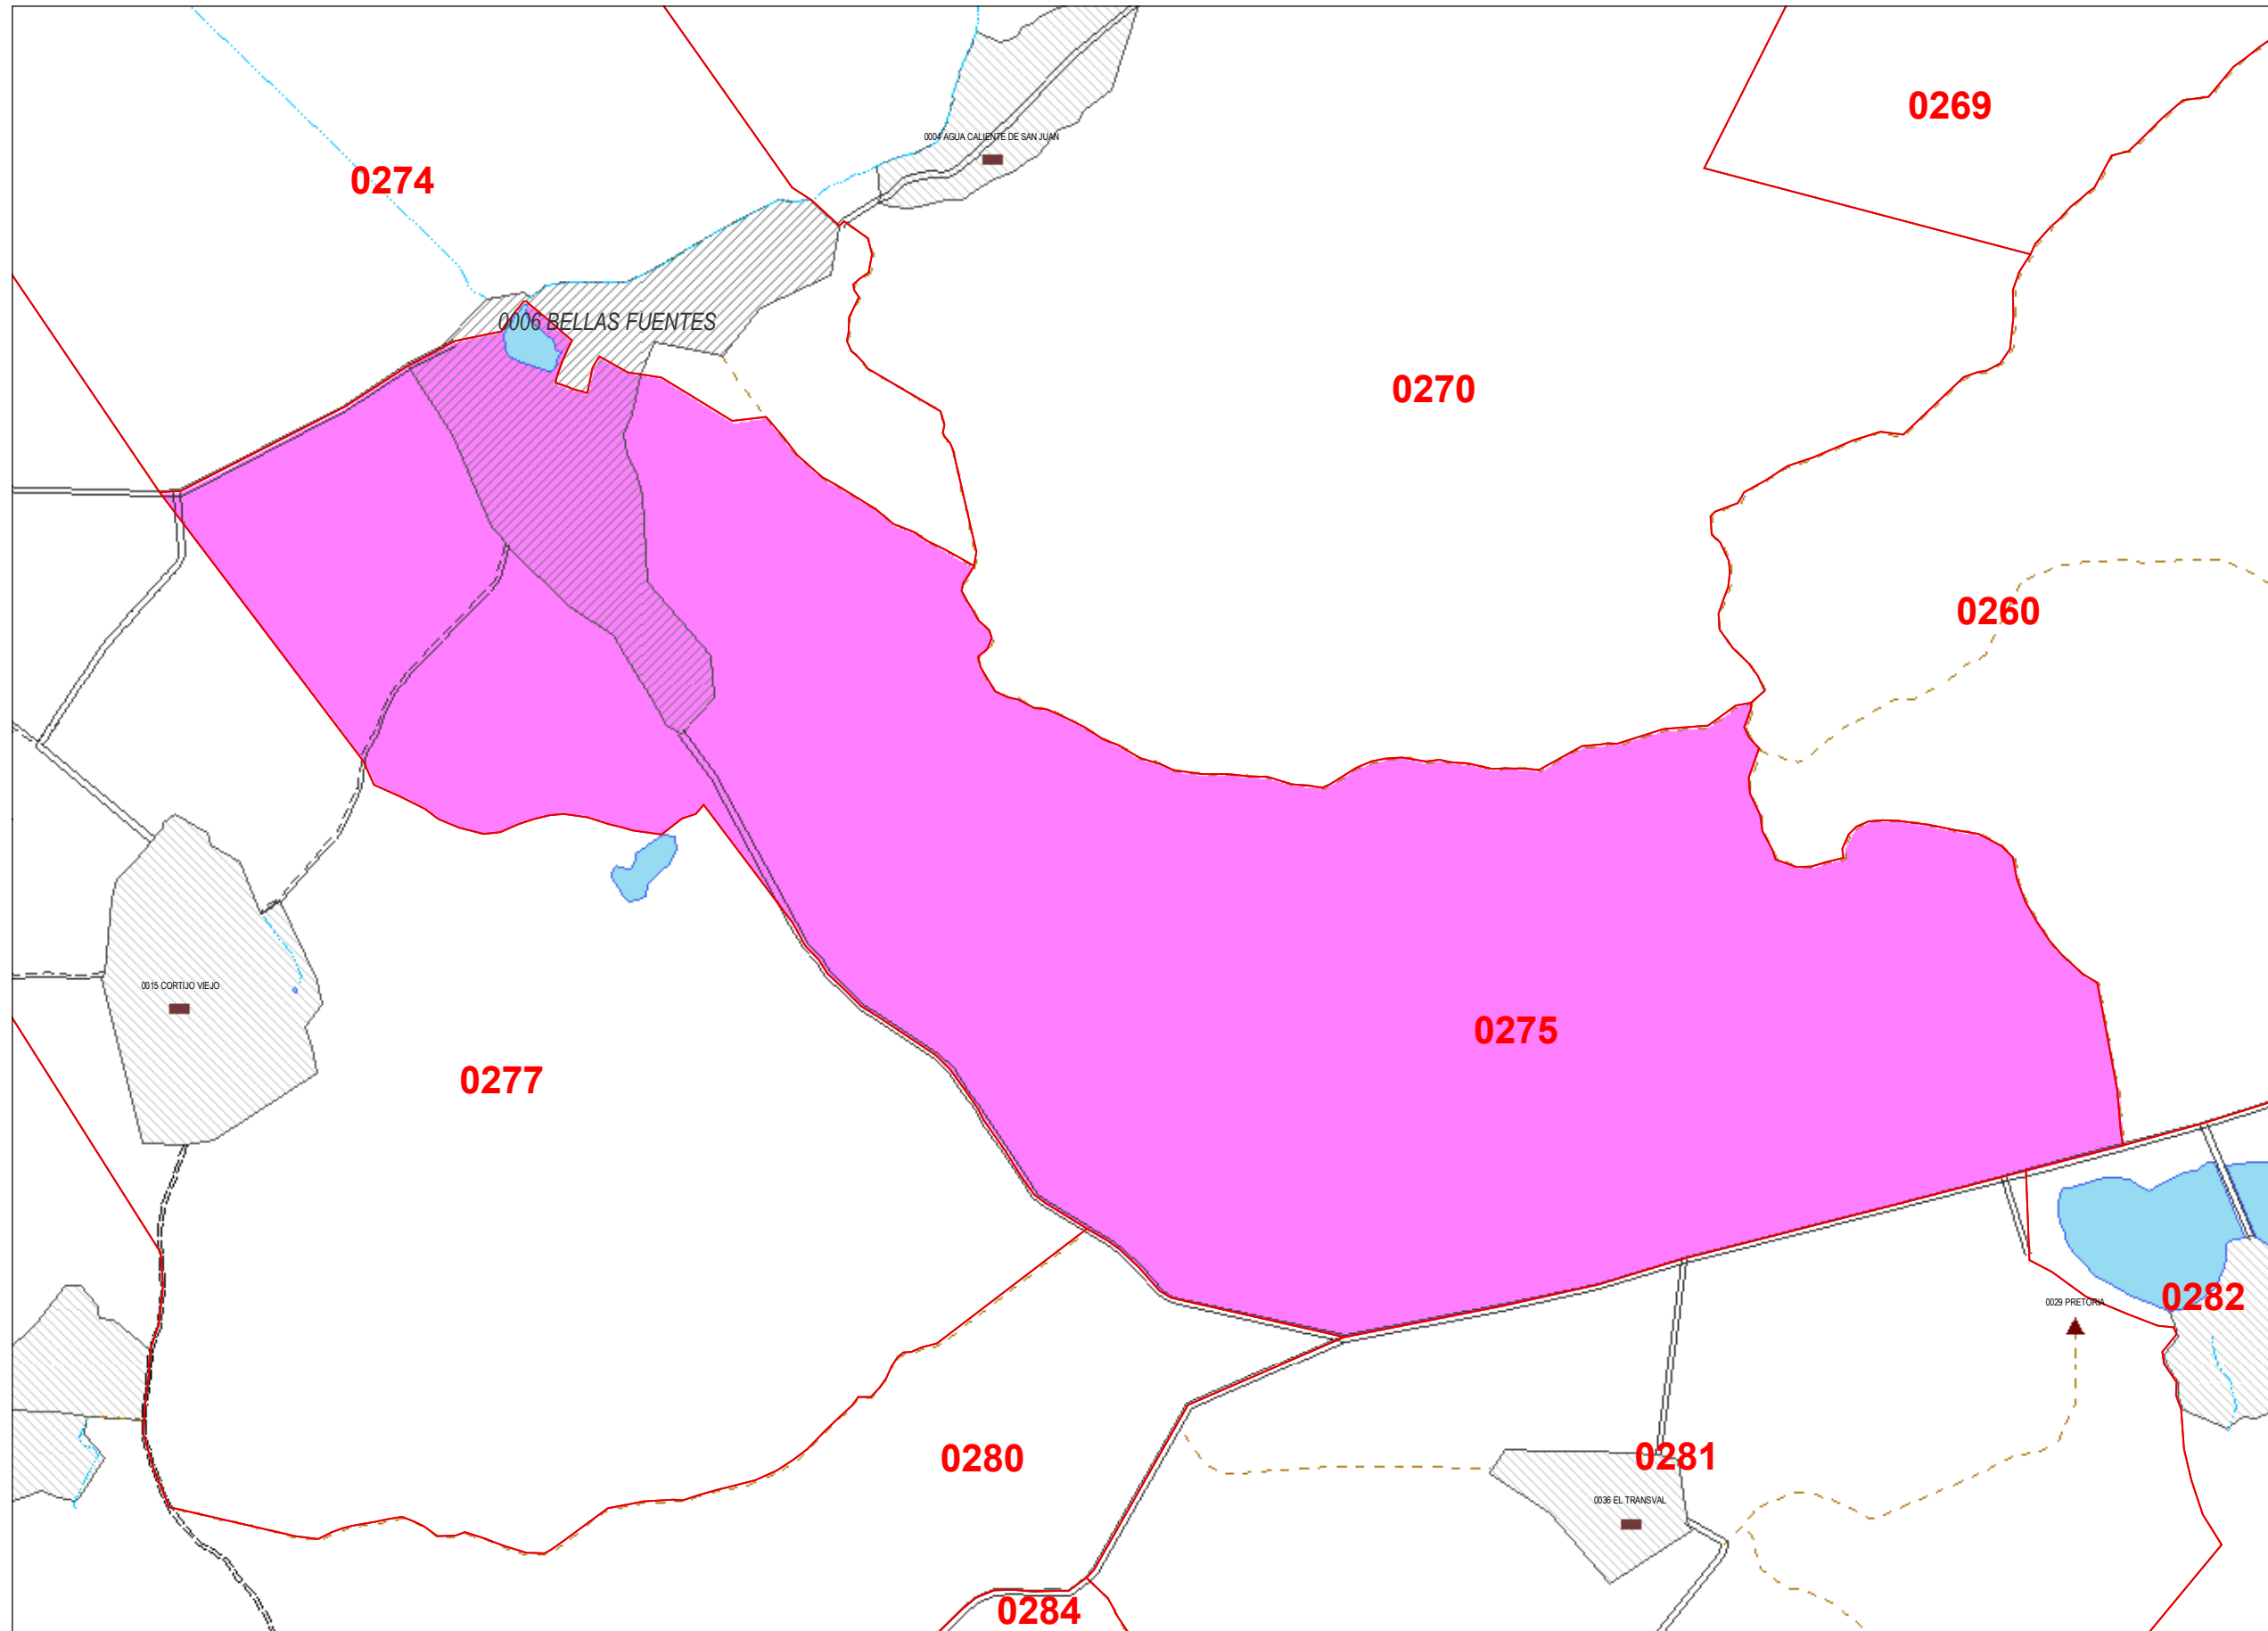 0269
0004 AGUA CALIENTE DE SAN JUAN
0274
0006 BELLAS FUENTES
0270
0260
0015 CORTIJO VIEJO
0275
0277
0282
0029 PRETORIA
0280
0281
0036 EL TRANSVAL
0284